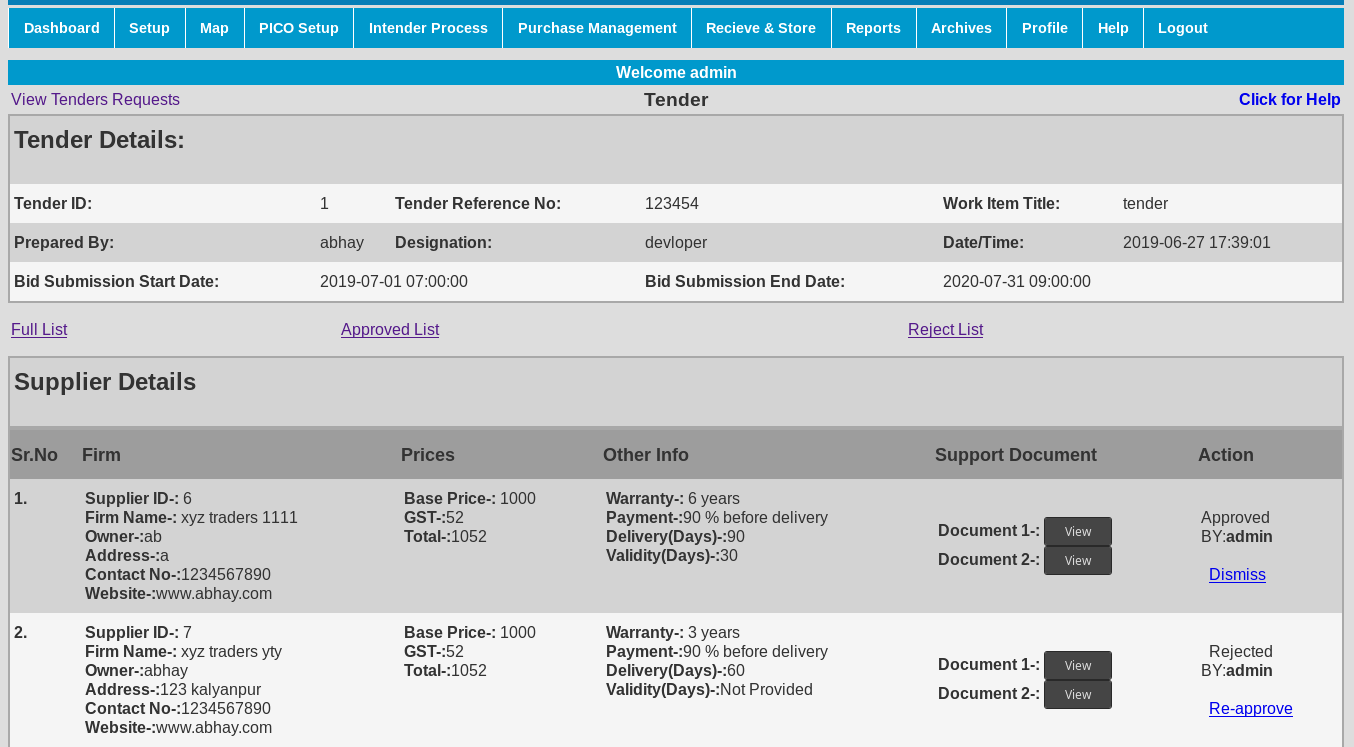 Dashboard Setup Map PICO Setup Intender Process Purchase Management Recieve & Store Reports Archives Profile Help Logout
Welcome admin
View Tenders Requests Tender Click for Help
Tender Details:
Tender ID: 1 Tender Reference No: 123454 Work Item Title: tender
Prepared By: abhay Designation: devloper Date/Time: 2019-06-27 17:39:01
Bid Submission Start Date: 2019-07-01 07:00:00 Bid Submission End Date: 2020-07-31 09:00:00
Full List Approved List Reject List
Supplier Details
Sr.No Firm Prices Other Info Support Document Action
1.
Supplier ID-: 6
Firm Name-: xyz traders 1111
Owner-:ab
Address-:a
Contact No-:1234567890
Website-:www.abhay.com
Base Price-: 1000
GST-:52
Total-:1052
Warranty-: 6 years
Payment-:90 % before delivery
Delivery(Days)-:90
Validity(Days)-:30
Document 1-: View
Document 2-: View
Approved
BY:admin
Dismiss
2.
Supplier ID-: 7
Firm Name-: xyz traders yty
Owner-:abhay
Address-:123 kalyanpur
Contact No-:1234567890
Website-:www.abhay.com
Base Price-: 1000
GST-:52
Total-:1052
Warranty-: 3 years
Payment-:90 % before delivery
Delivery(Days)-:60
Validity(Days)-:Not Provided
Document 1-: View
Document 2-: View
Rejected
BY:admin
Re-approve